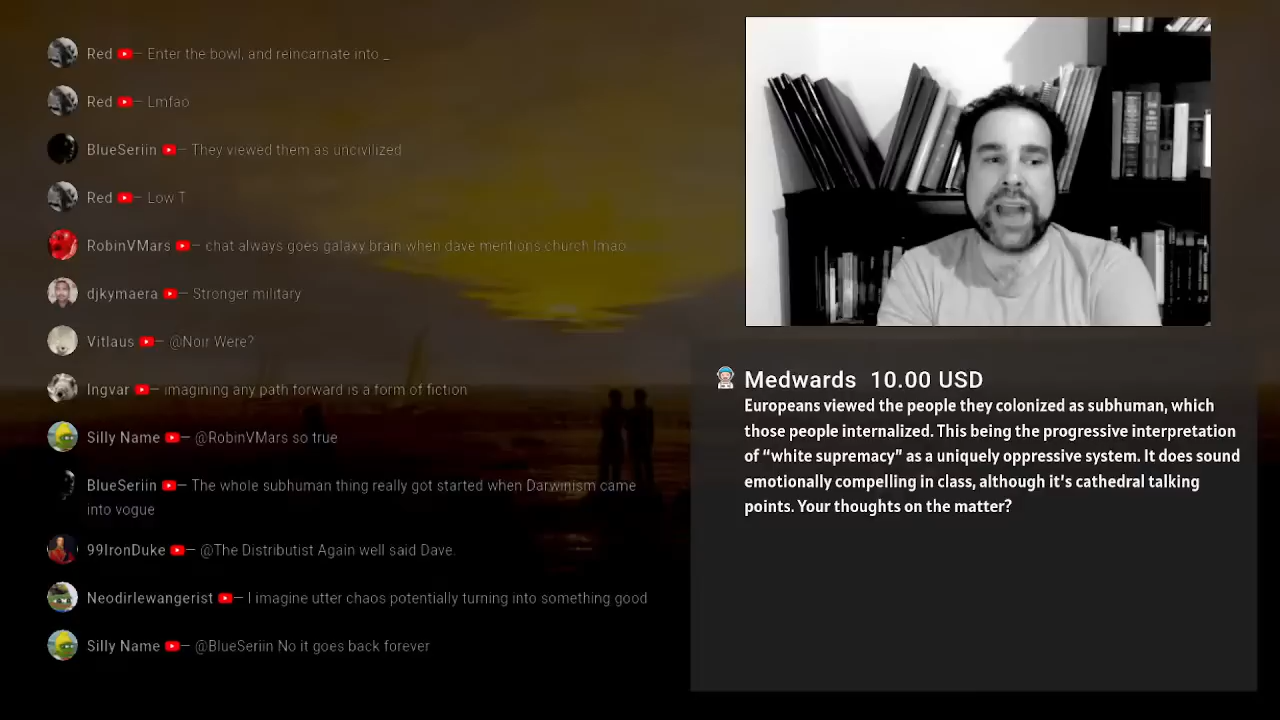 Red — Enter the bowl, and reincarnate into _
Red — Lmfao
BlueSeriin — They viewed them as uncivilized
Red — Low T
RobinVMars — chat always goes galaxy brain when dave mentions church lmao
djkymaera — Stronger military
Vitlaus — @Noir Were?
Ingvar — imagining any path forward is a form of fiction
Silly Name — @RobinVMars so true
BlueSeriin — The whole subhuman thing really got started when Darwinism came
into vogue
99IronDuke — @The Distributist Again well said Dave.
Neodirlewangerist — I imagine utter chaos potentially turning into something good
Silly Name — @BlueSeriin No it goes back forever
Medwards 10.00 USD
Europeans viewed the people they colonized as subhuman, which
those people internalized. This being the progressive interpretation
of “white supremacy” as a uniquely oppressive system. It does sound
emotionally compelling in class, although it’s cathedral talking
points. Your thoughts on the matter?